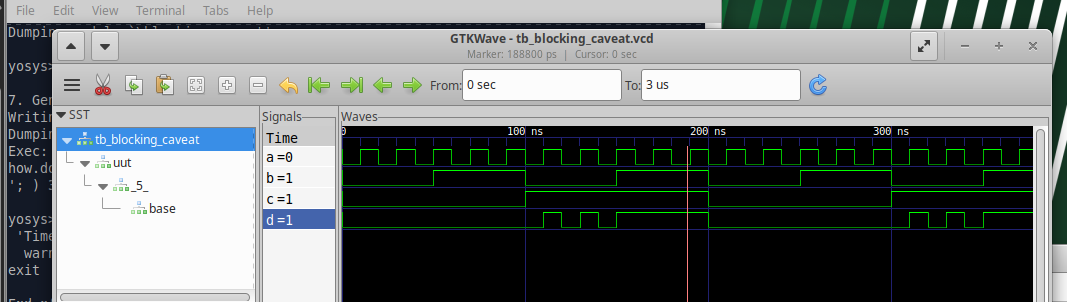 File Edit View Terminal Tabs Help
Dumpin
GTKWave - tb_blocking_caveat.vcd
Marker: 188800 ps | Cursor: 0 sec
yosys>
From: 0 sec To: 3 us
7. Gen
SST Signals Waves
Writin
Dumpin
tb_blocking_caveat Time 0 100 ns 200 ns 300 ns
Exec:
uut a =0
how.do
b =1
'; ) 3
_5_ c =1
base
yosys>
d =1
'Time
warn
exit